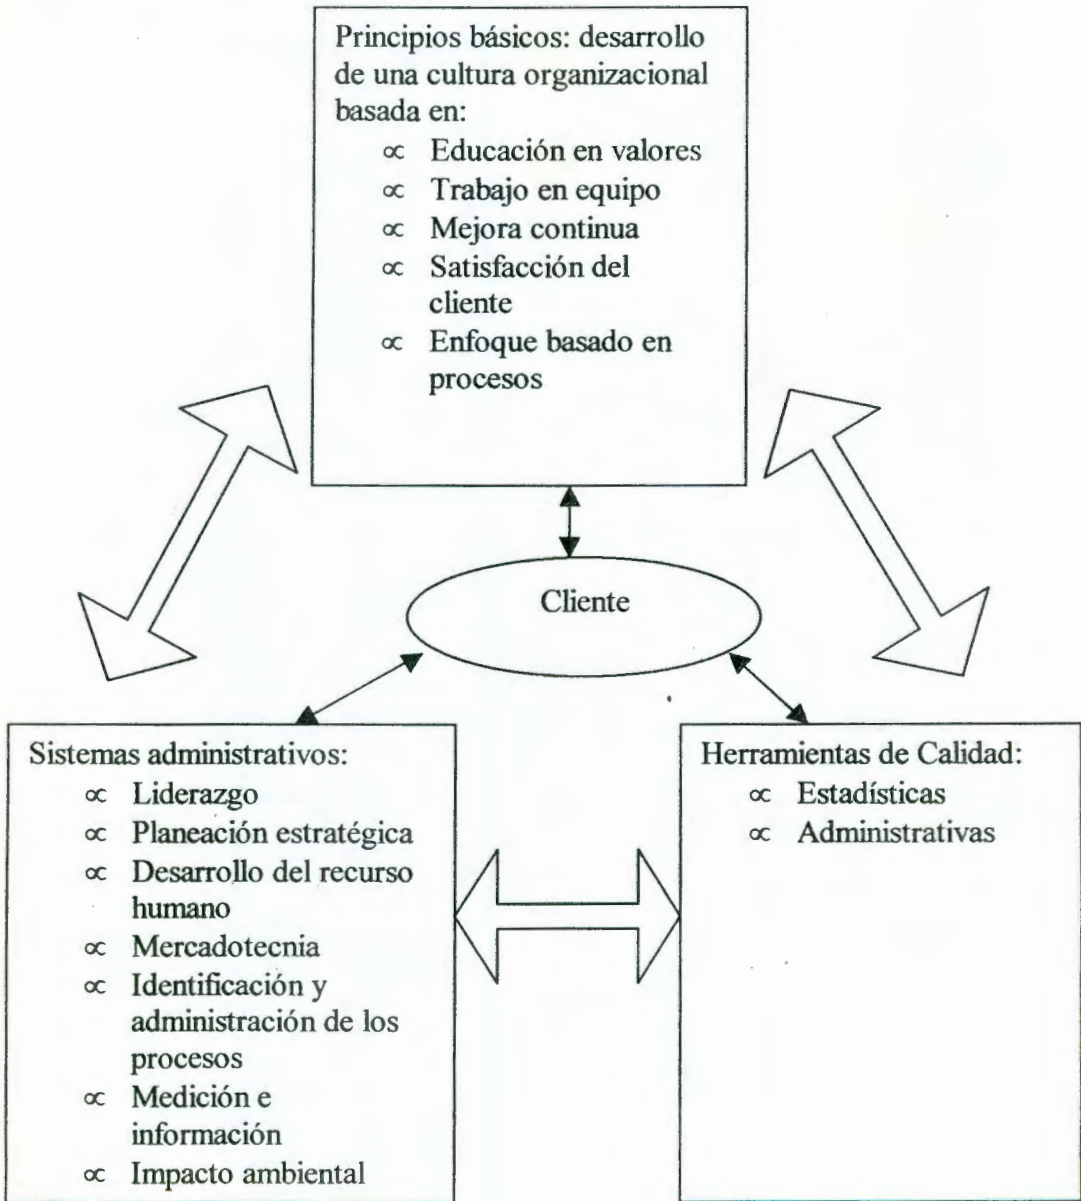 Principios básicos: desarrollo
de una cultura organizacional
basada en:
∝ Educación en valores
∝ Trabajo en equipo
∝ Mejora continua
∝ Satisfacción del
cliente
∝ Enfoque basado en
procesos
Cliente
Sistemas administrativos:
∝ Liderazgo
∝ Planeación estratégica
∝ Desarrollo del recurso
humano
∝ Mercadotecnia
∝ Identificación y
administración de los
procesos
∝ Medición e
información
∝ Impacto ambiental
Herramientas de Calidad:
∝ Estadísticas
∝ Administrativas